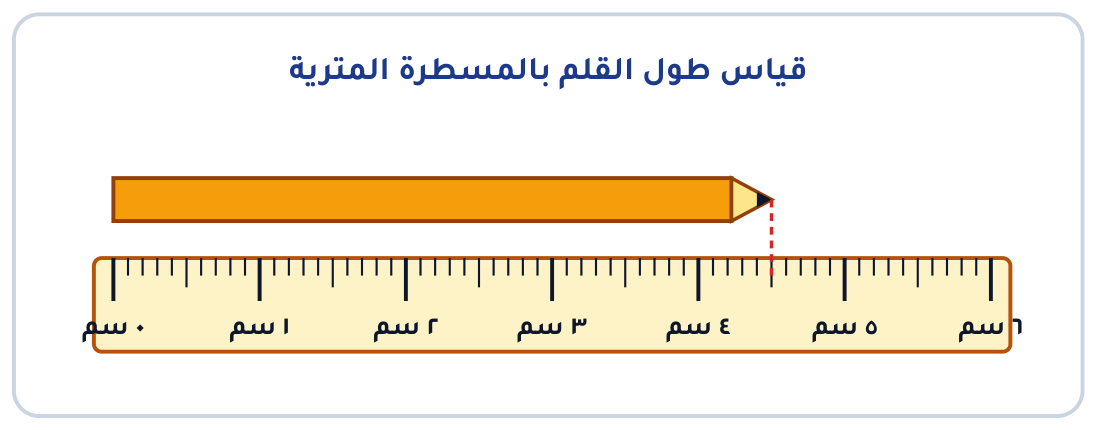 قياس طول القلم بالمسطرة المترية
٠ سم
١ سم
٢ سم
٣ سم
٤ سم
٥ سم
٦ سم